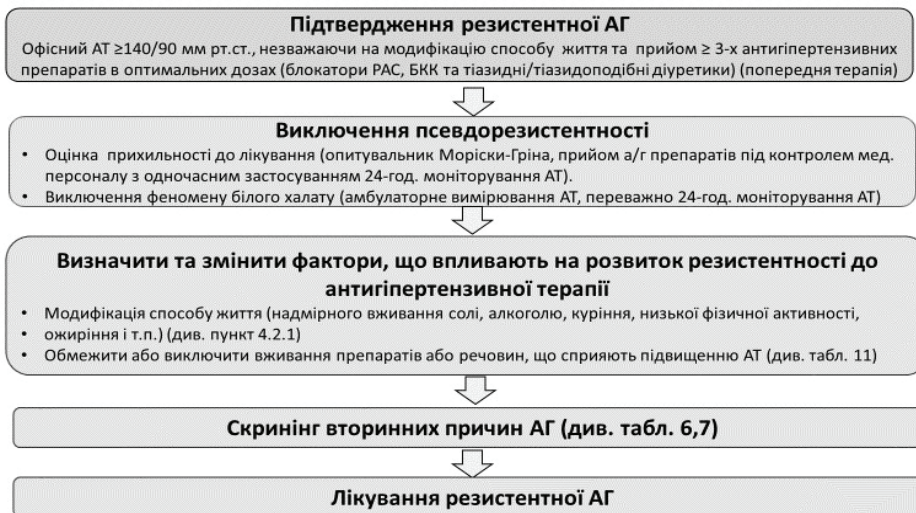 Підтвердження резистентної АГ
Офісний АТ ≥140/90 мм рт.ст., незважаючи на модифікацію способу життя та прийом ≥ 3-х антигіпертензивних
препаратів в оптимальних дозах (блокатори РАС, БКК та тіазидні/тіазидоподібні діуретики) (попередня терапія)
Виключення псевдорезистентності
• Оцінка прихильності до лікування (опитувальник Моріски-Гріна, прийом а/г препаратів під контролем мед.
персоналу з одночасним застосуванням 24-год. моніторування АТ).
• Виключення феномену білого халату (амбулаторне вимірювання АТ, переважно 24-год. моніторування АТ)
Визначити та змінити фактори, що впливають на розвиток резистентності до
антигіпертензивної терапії
• Модифікація способу життя (надмірного вживання солі, алкоголю, куріння, низької фізичної активності,
• ожиріння і т.п.) (див. пункт 4.2.1)
• Обмежити або виключити вживання препаратів або речовин, що сприяють підвищенню АТ (див. табл. 11)
Скринінг вторинних причин АГ (див. табл. 6,7)
Лікування резистентної АГ